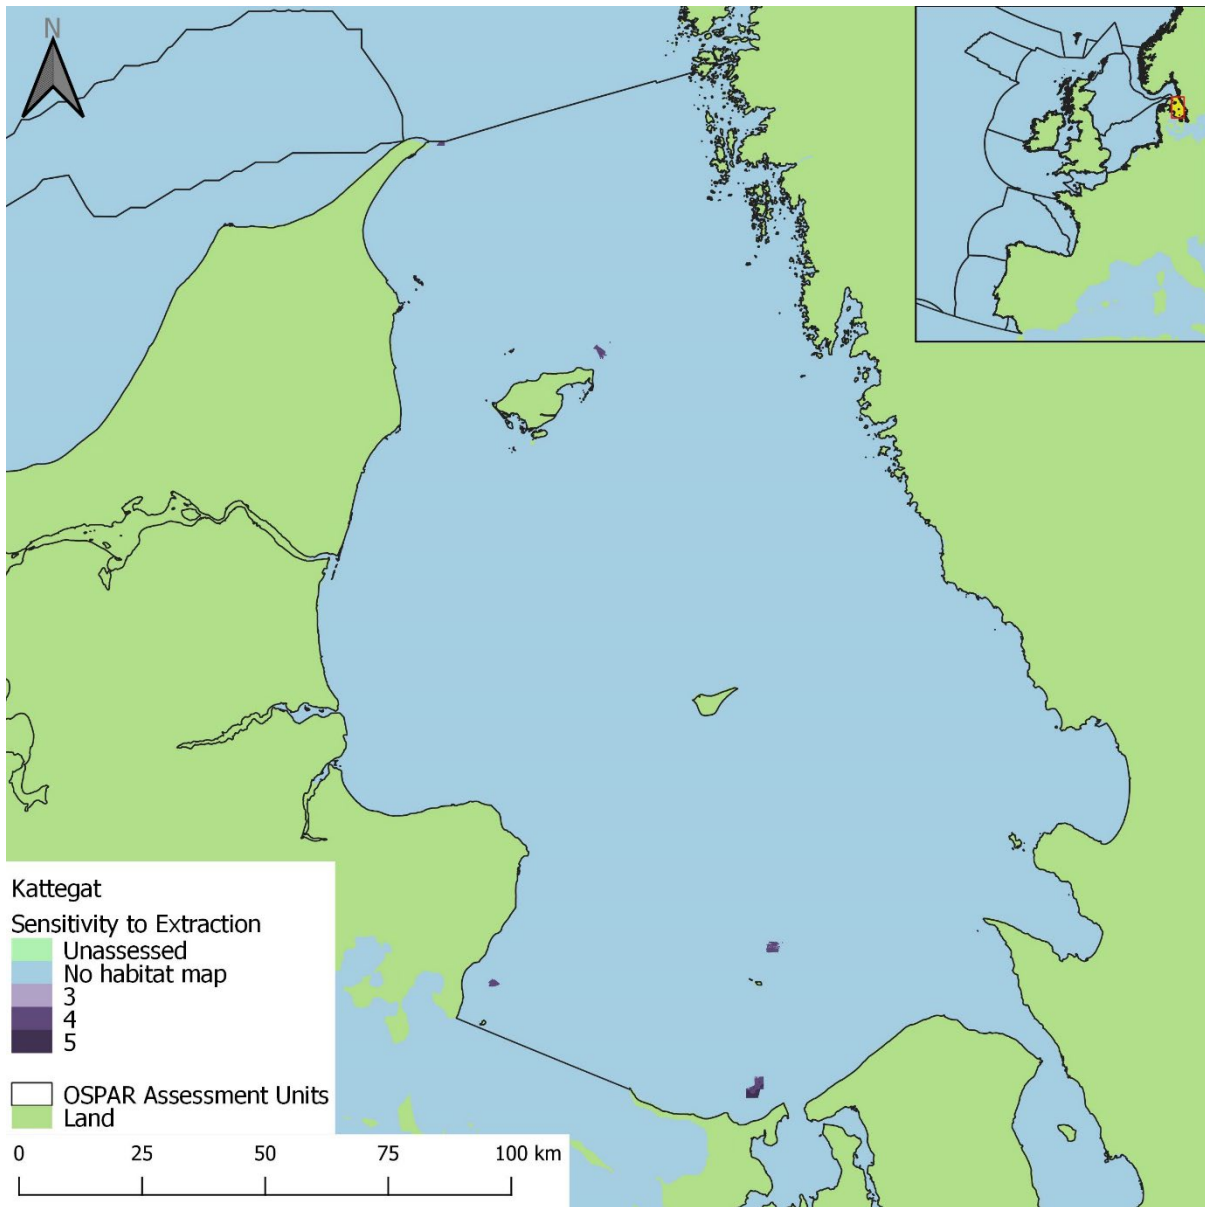 N
Kattegat
Sensitivity to Extraction
Unassessed
No habitat map
3
4
5
OSPAR Assessment Units
Land
0 25 50 75 100 km